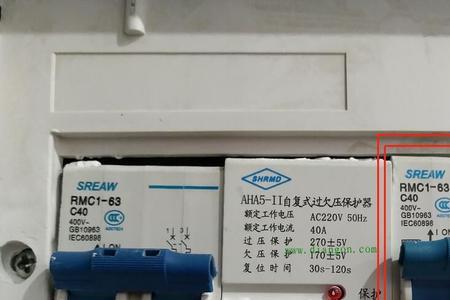 SREAW
RMC1-63
C40
400V~
GB10963
IEC60898
I ON
SHRMD
AHA5-II自复式过欠压保护器
额定工作电压 AC220V 50Hz
额定工作电流 40A
过压保护 270±5V
欠压保护 170±5V
复位时间 30s-120s
保护
www.diangon.com
SREAW
RMC1-63
C40
400V~
GB10963
IEC60898
I ON